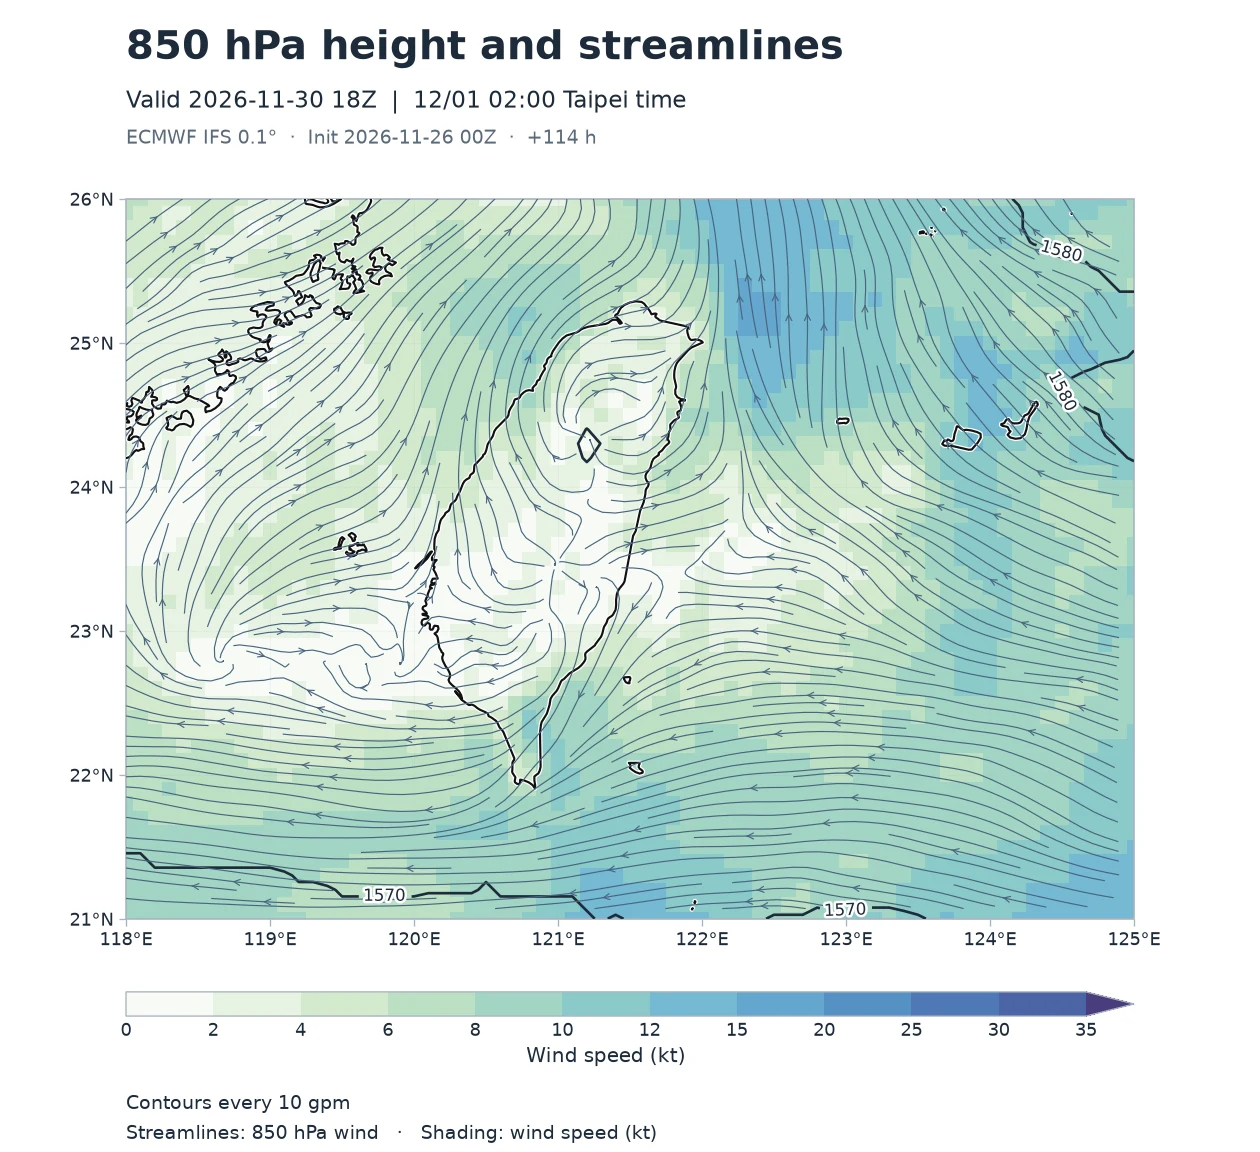 850 hPa height and streamlines
Valid 2026-11-30 18Z | 12/01 02:00 Taipei time
ECMWF IFS 0.1° · Init 2026-11-26 00Z · +114 h
26°N
1580
25°N
1580
24°N
23°N
22°N
1570
1570
21°N
118°E 119°E 120°E 121°E 122°E 123°E 124°E 125°E
0 2 4 6 8 10 12 15 20 25 30 35
Wind speed (kt)
Contours every 10 gpm
Streamlines: 850 hPa wind · Shading: wind speed (kt)